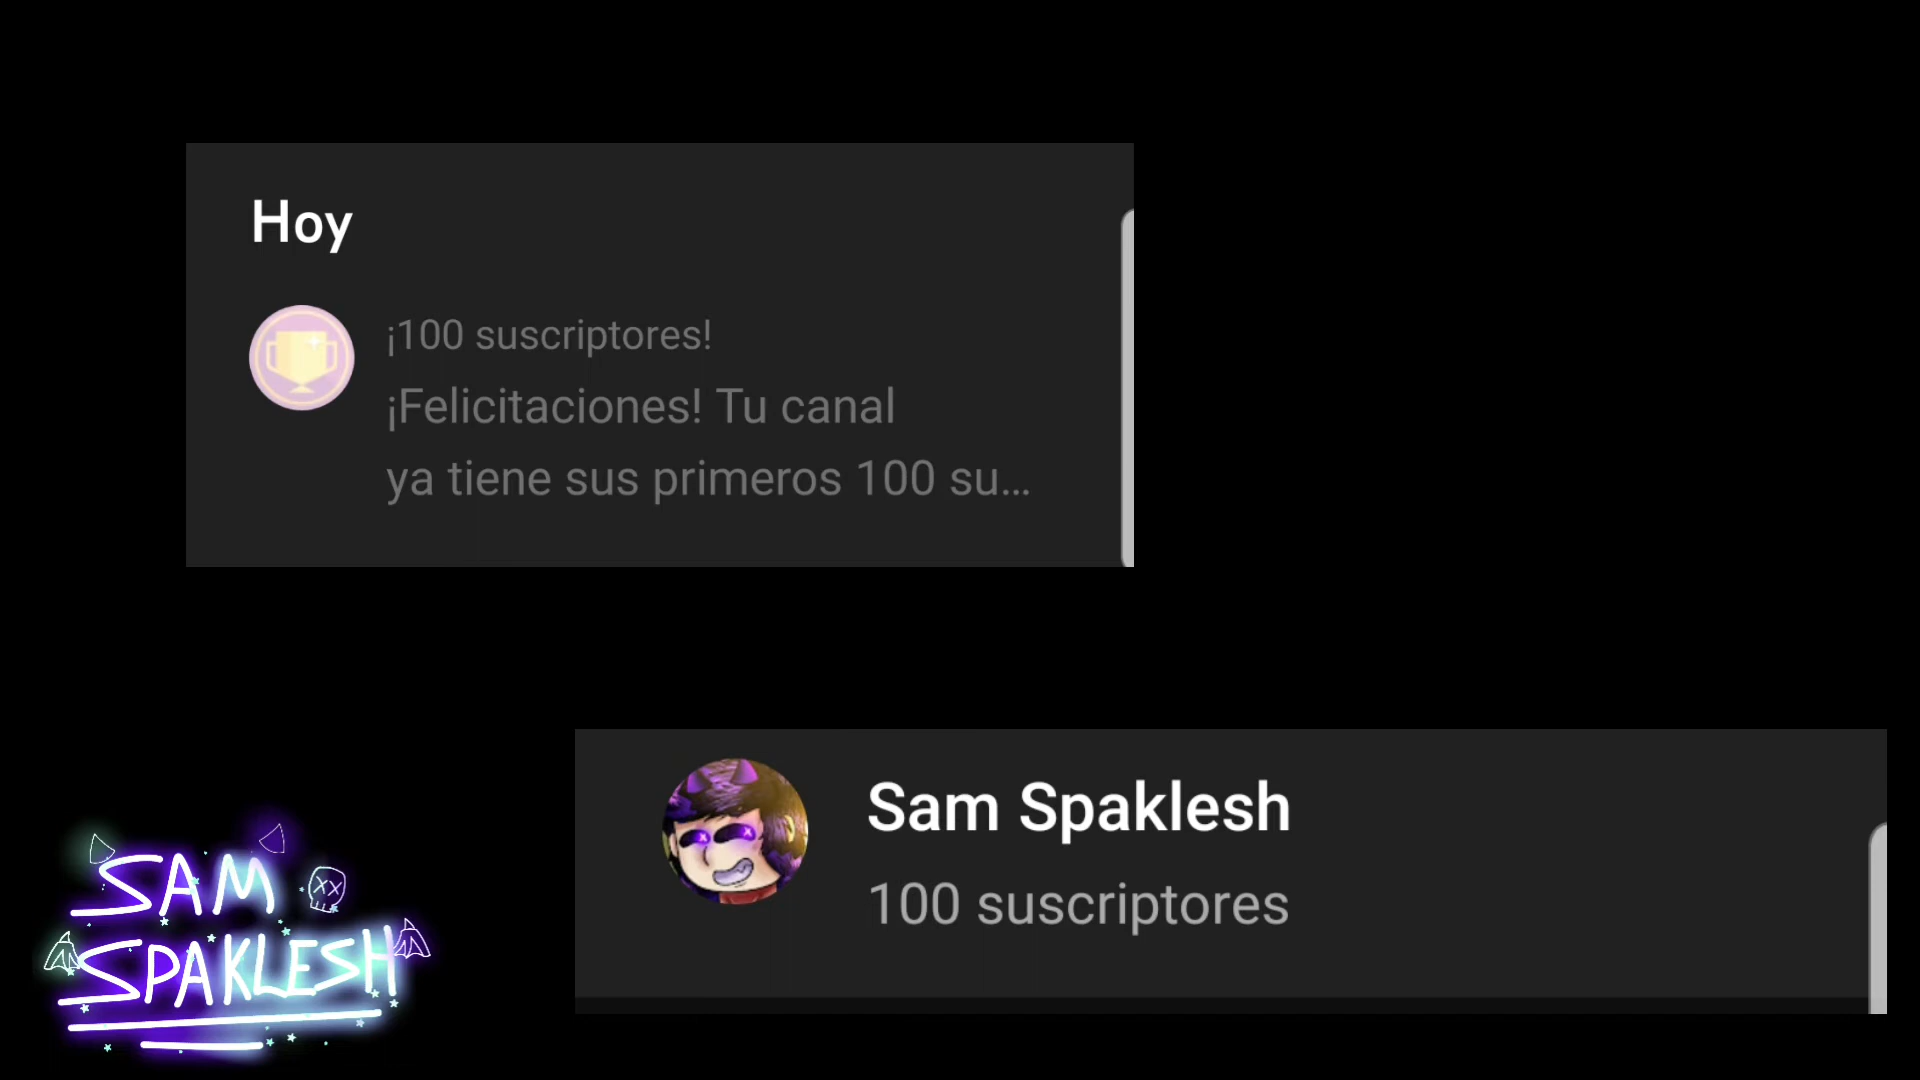 Hoy
¡100 suscriptores!
¡Felicitaciones! Tu canal
ya tiene sus primeros 100 su...
Sam Spaklesh
100 suscriptores
SAM
SPAKLESH